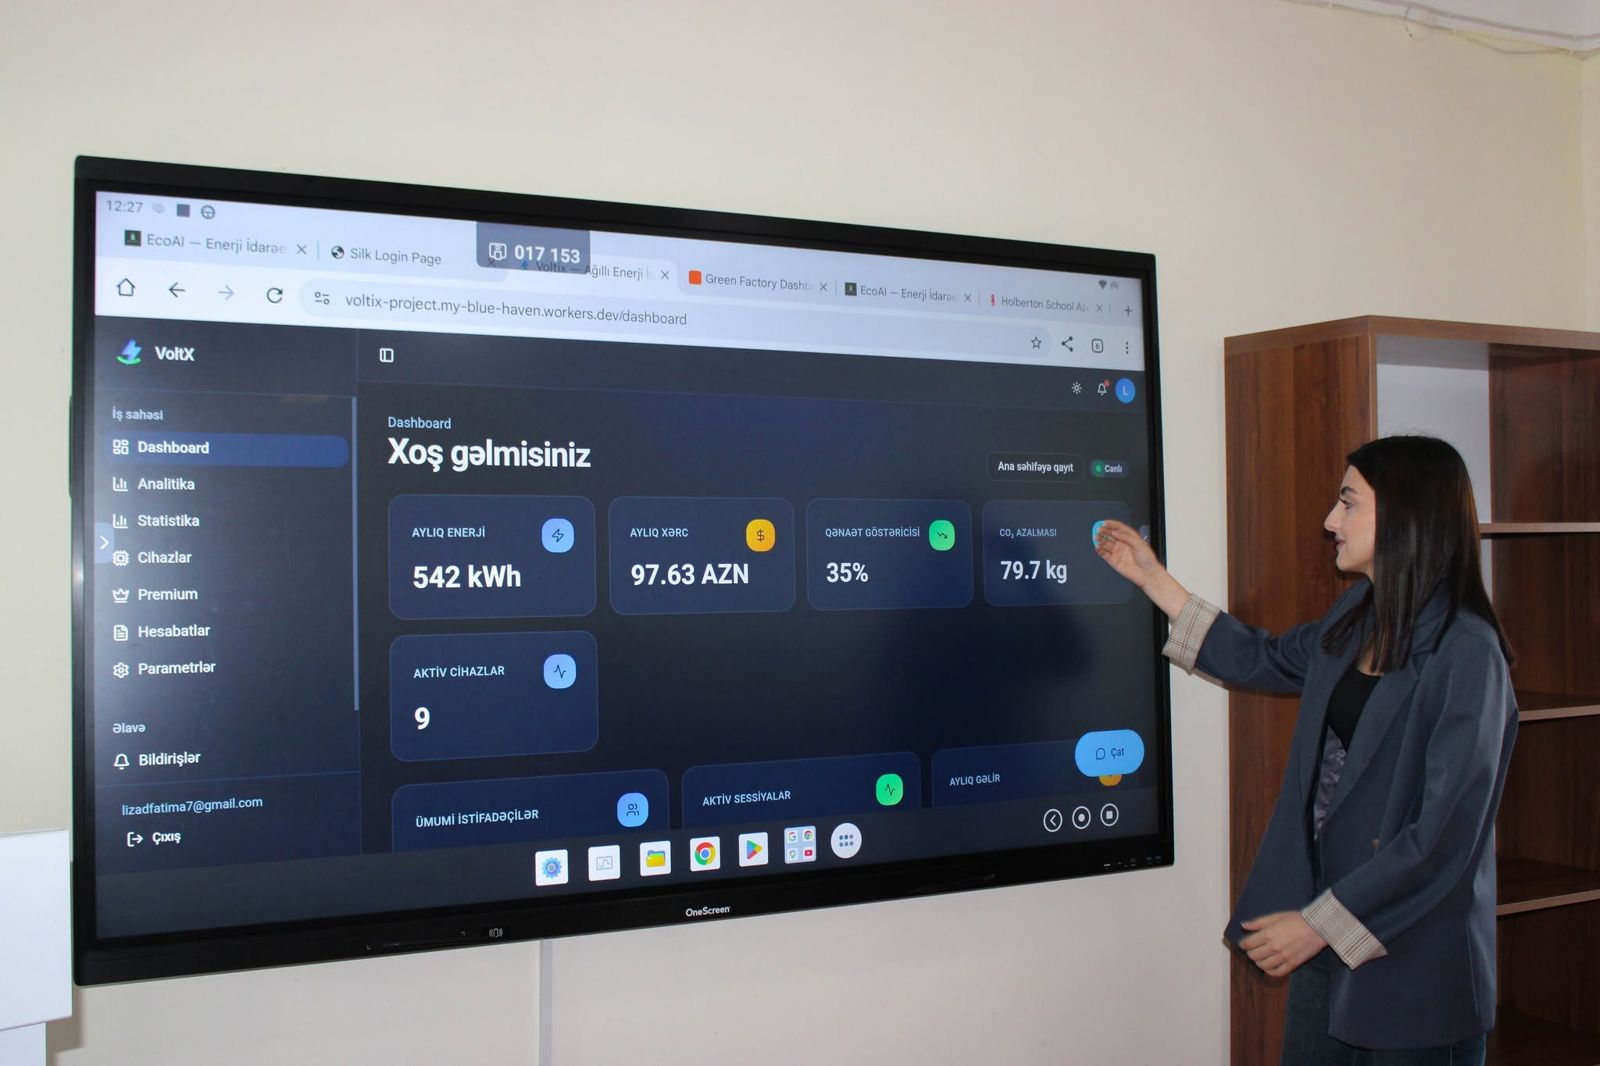 12:27
EcoAI — Enerji İdarəe
Silk Login Page
017 153
Voltix — Ağıllı Enerji İ
Green Factory Dashb
EcoAI — Enerji İdarəe
Holberton School Az
voltix-project.my-blue-haven.workers.dev/dashboard
6
VoltX
L
İş sahəsi
Dashboard
Analitika
Statistika
Cihazlar
Premium
Hesabatlar
Parametrlər
Əlavə
Bildirişlər
lizadfatima7@gmail.com
Çıxış
Dashboard
Xoş gəlmisiniz
Ana səhifəyə qayıt
Canlı
AYLIQ ENERJİ
542 kWh
AYLIQ XƏRC
$
97.63 AZN
QƏNAƏT GÖSTƏRİCİSİ
35%
CO₂ AZALMASI
79.7 kg
AKTİV CİHAZLAR
9
ÜMUMİ İSTİFADƏÇİLƏR
AKTİV SESSİYALAR
AYLIQ GƏLİR
Çat
OneScreen